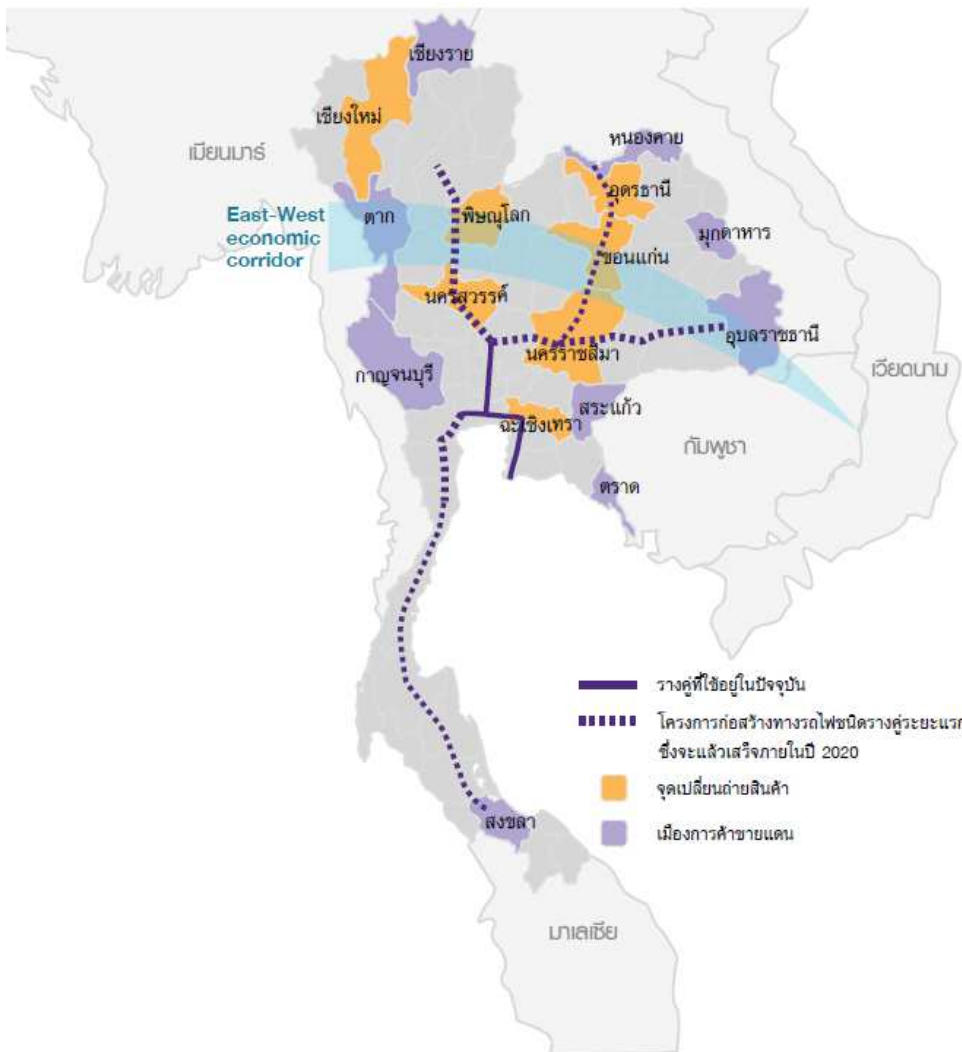 เชียงราย
เชียงใหม่
หนองคาย
เมียนมาร์
อุดรธานี
East-West
economic
corridor
ตาก
พิษณุโลก
มุกดาหาร
ขอนแก่น
นครสวรรค์
อุบลราชธานี
นครราชสีมา
เวียดนาม
กาญจนบุรี
สระแก้ว
ฉะเชิงเทรา
กัมพูชา
ตราด
รางคู่ที่ใช้อยู่ในปัจจุบัน
โครงการก่อสร้างทางรถไฟชนิดรางคู่ระยะแรก
ซึ่งจะแล้วเสร็จภายในปี 2020
จุดเปลี่ยนถ่ายสินค้า
สงขลา
เมืองการค้าชายแดน
มาเลเซีย